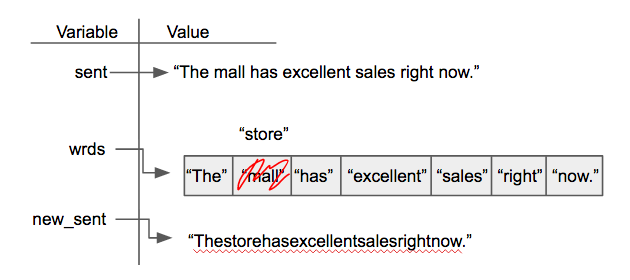 Variable Value
sent “The mall has excellent sales right now.”
“store”
wrds
“The” “mall” “has” “excellent” “sales” “right” “now.”
new_sent
“Thestorehasexcellentsalesrightnow.”